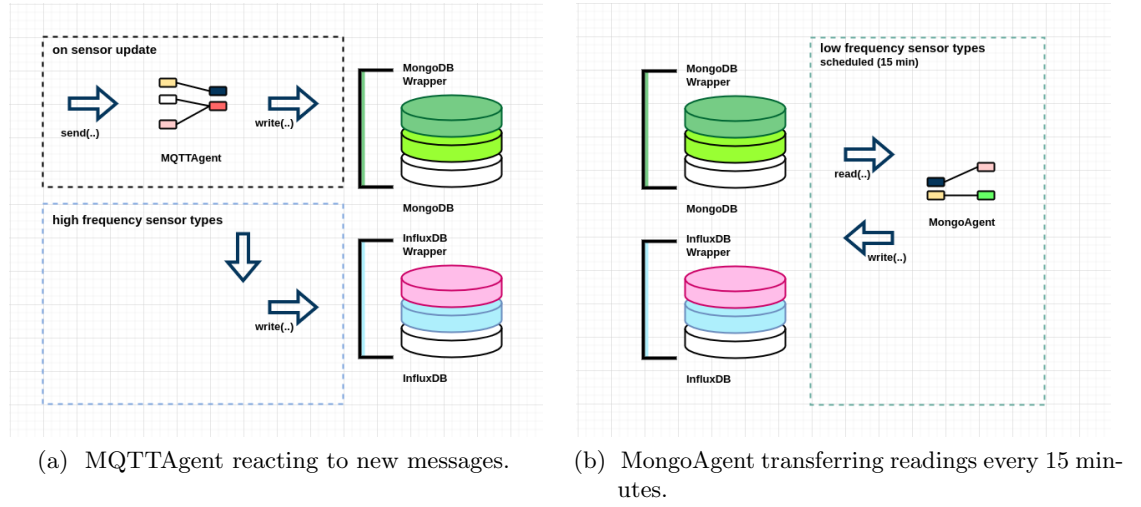 on sensor update
send(..)
MQTTAgent
write(..)
MongoDB
Wrapper
MongoDB
high frequency sensor types
write(..)
InfluxDB
Wrapper
InfluxDB
(a) MQTTAgent reacting to new messages.
MongoDB
Wrapper
MongoDB
InfluxDB
Wrapper
InfluxDB
low frequency sensor types
scheduled (15 min)
read(..)
MongoAgent
write(..)
(b) MongoAgent transferring readings every 15 min-
utes.